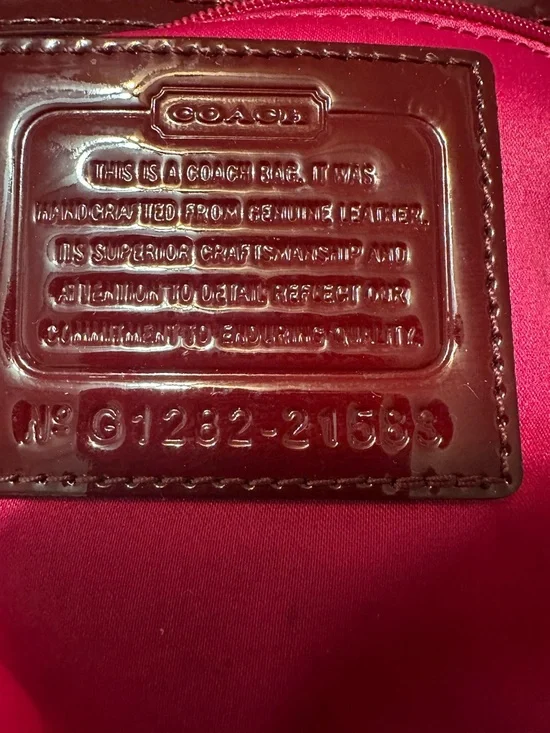 COACH
THIS IS A COACH BAG. IT WAS
HANDCRAFTED FROM GENUINE LEATHER.
ITS SUPERIOR CRAFTSMANSHIP AND
ATTENTION TO DETAIL REFLECT OUR
COMMITMENT TO ENDURING QUALITY.
Nº G1282-21583